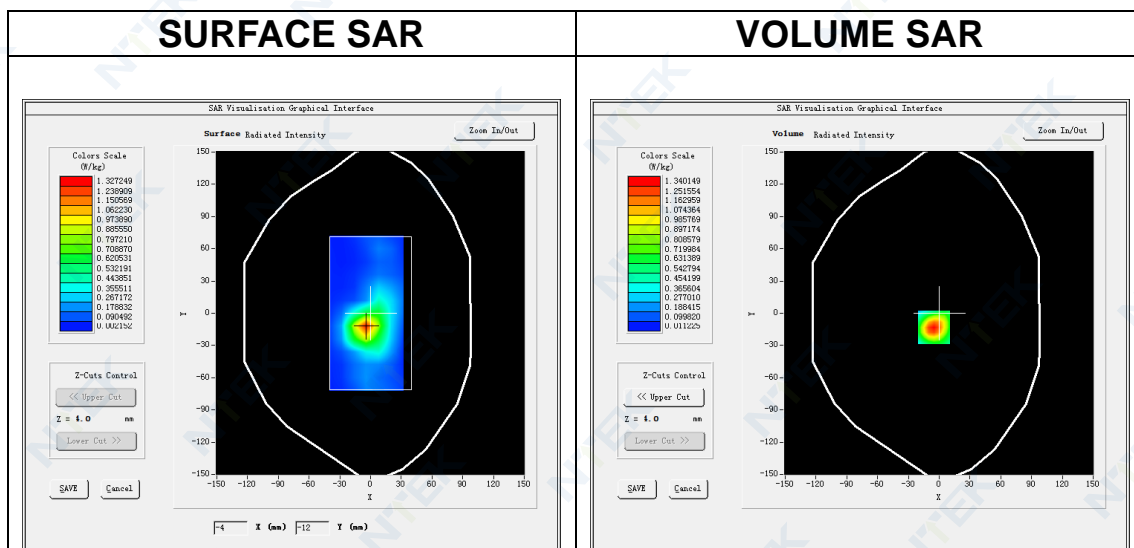 SURFACE SAR
VOLUME SAR
SAR Visualisation Graphical Interface
Surface Radiated Intensity
Zoom In/Out
Colors Scale
(W/kg)
1.327249
1.238909
1.150569
1.062230
0.973890
0.885550
0.797210
0.708870
0.620531
0.532191
0.443851
0.355511
0.267172
0.178832
0.090492
0.002152
Z-Cuts Control
<< Upper Cut
Z = 4.0 mm
Lower Cut >>
SAVE Cancel
150
120
90
60
30
0
-30
-60
-90
-120
-150
Y
-150 -120 -90 -60 -30 0 30 60 90 120 150
X
-4 X (mm) -12 Y (mm)
SAR Visualisation Graphical Interface
Volume Radiated Intensity
Zoom In/Out
Colors Scale
(W/kg)
1.340149
1.251554
1.162959
1.074364
0.985769
0.897174
0.808579
0.719984
0.631389
0.542794
0.454199
0.365604
0.277010
0.188415
0.099820
0.011225
Z-Cuts Control
<< Upper Cut
Z = 4.0 mm
Lower Cut >>
SAVE Cancel
150
120
90
60
30
0
-30
-60
-90
-120
-150
Y
-150 -120 -90 -60 -30 0 30 60 90 120 150
X
NTEK